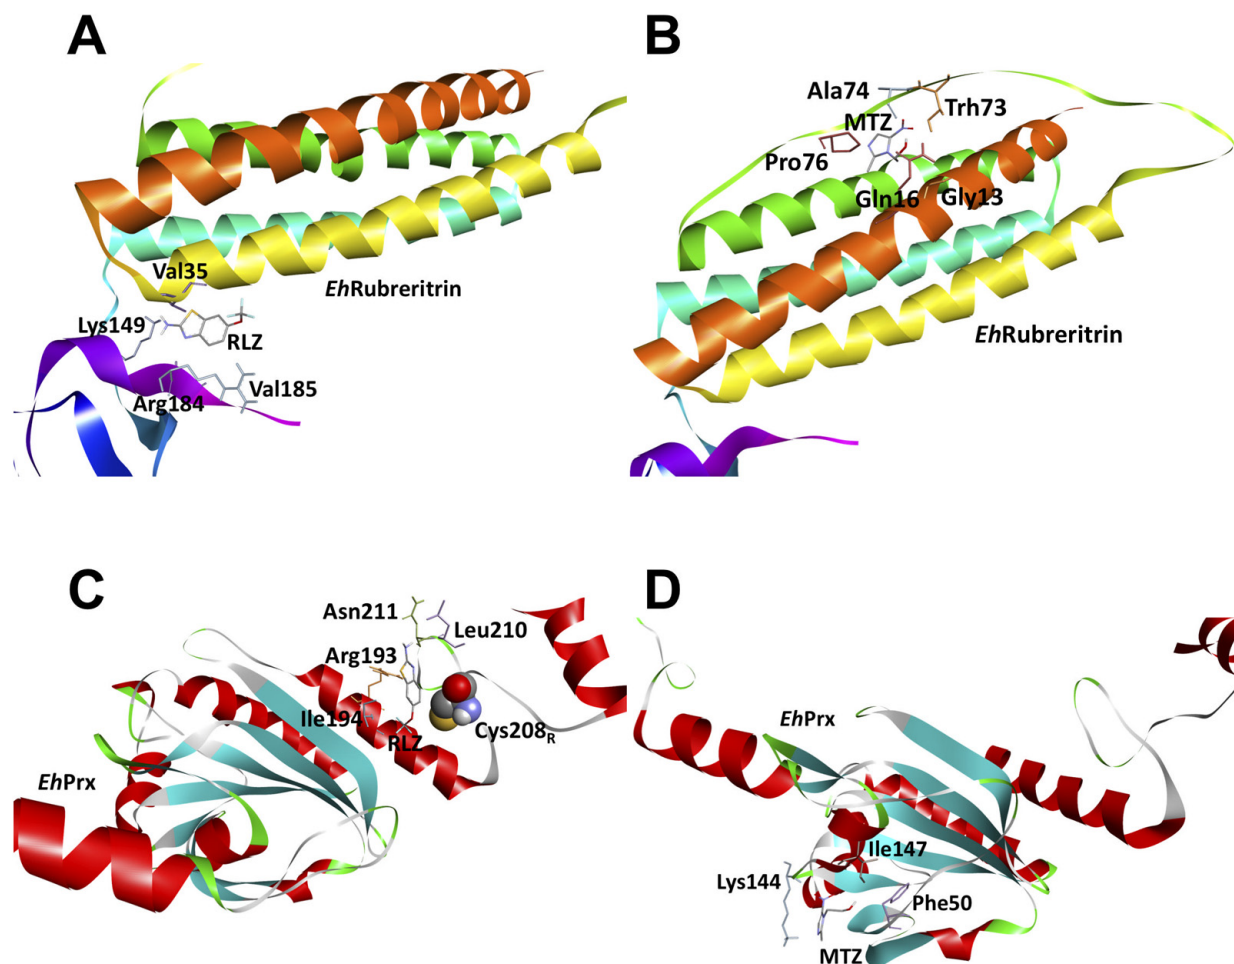 A
Val35
EhRubreritrin
Lys149
RLZ
Arg184
Val185
B
Ala74
Trh73
MTZ
Pro76
Gln16
Gly13
EhRubreritrin
C
Asn211
Leu210
Arg193
Ile194
RLZ
Cys208R
EhPrx
D
EhPrx
Ile147
Lys144
Phe50
MTZ